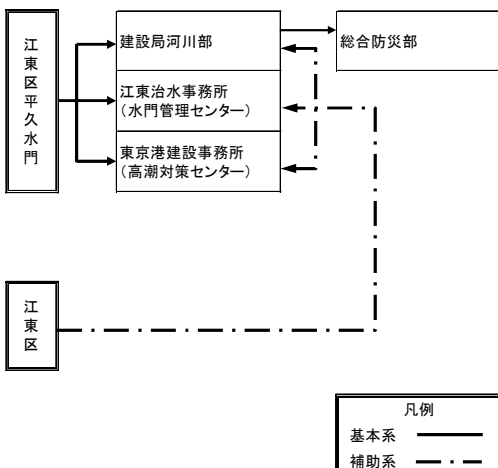 江東区平久水門
建設局河川部
総合防災部
江東治水事務所
（水門管理センター）
東京港建設事務所
（高潮対策センター）
江東区
凡例
基本系
補助系